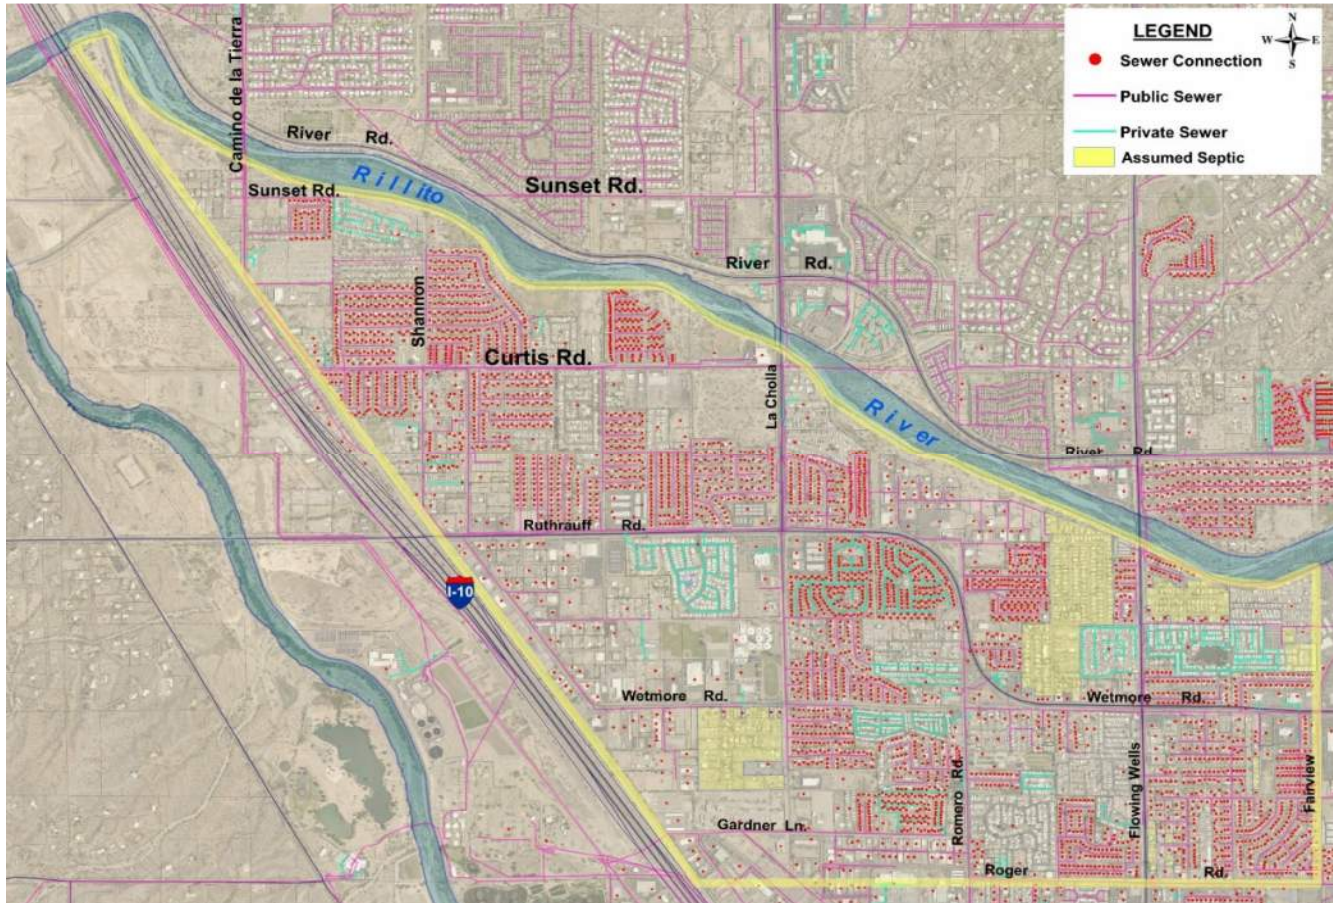 LEGEND
N
W E
S
Sewer Connection
Public Sewer
Private Sewer
Assumed Septic
Camino de la Tierra
River Rd.
Rillito
Sunset Rd.
Sunset Rd.
River Rd.
Shannon
Curtis Rd.
La Cholla
River
River Rd.
Ruthrauff Rd.
I-10
Wetmore Rd.
Wetmore Rd.
Romero Rd.
Flowing Wells
Fairview
Gardner Ln.
Roger Rd.